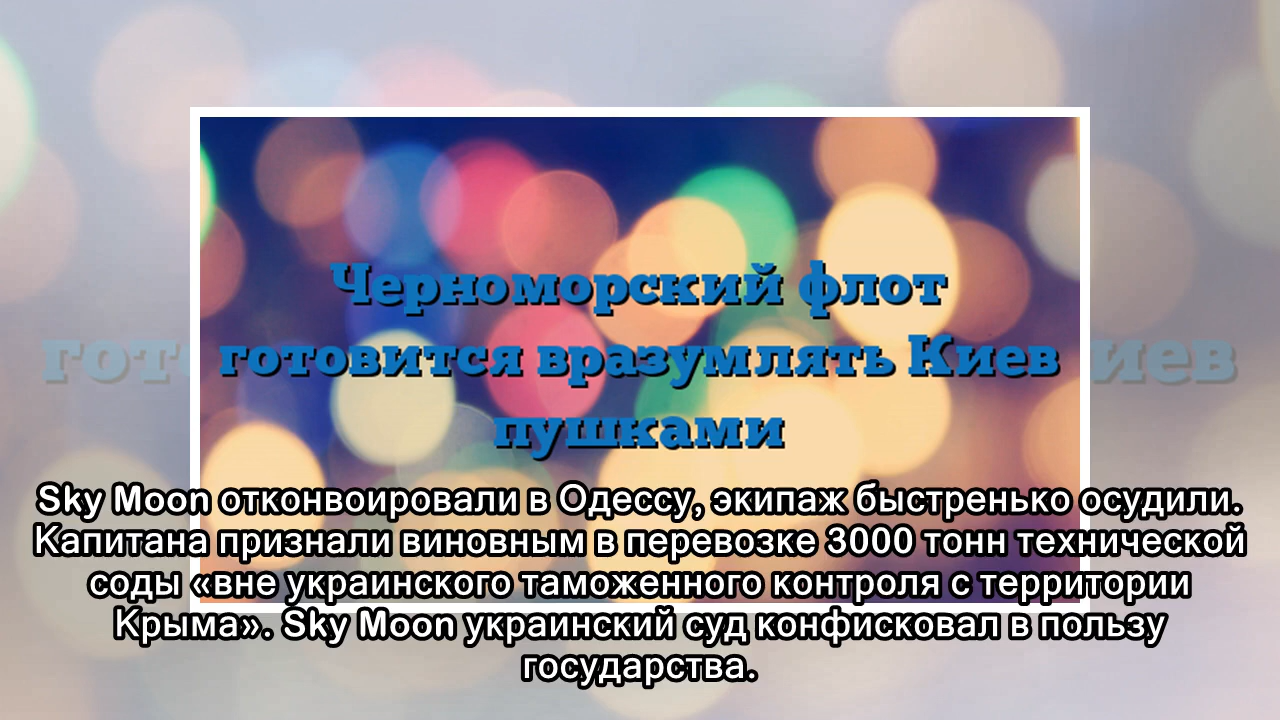 Черноморский флот
готовится вразумлять Киев
пушками
Sky Moon отконвоировали в Одессу, экипаж быстренько осудили.
Капитана признали виновным в перевозке 3000 тонн технической
соды «вне украинского таможенного контроля с территории
Крыма». Sky Moon украинский суд конфисковал в пользу
государства.